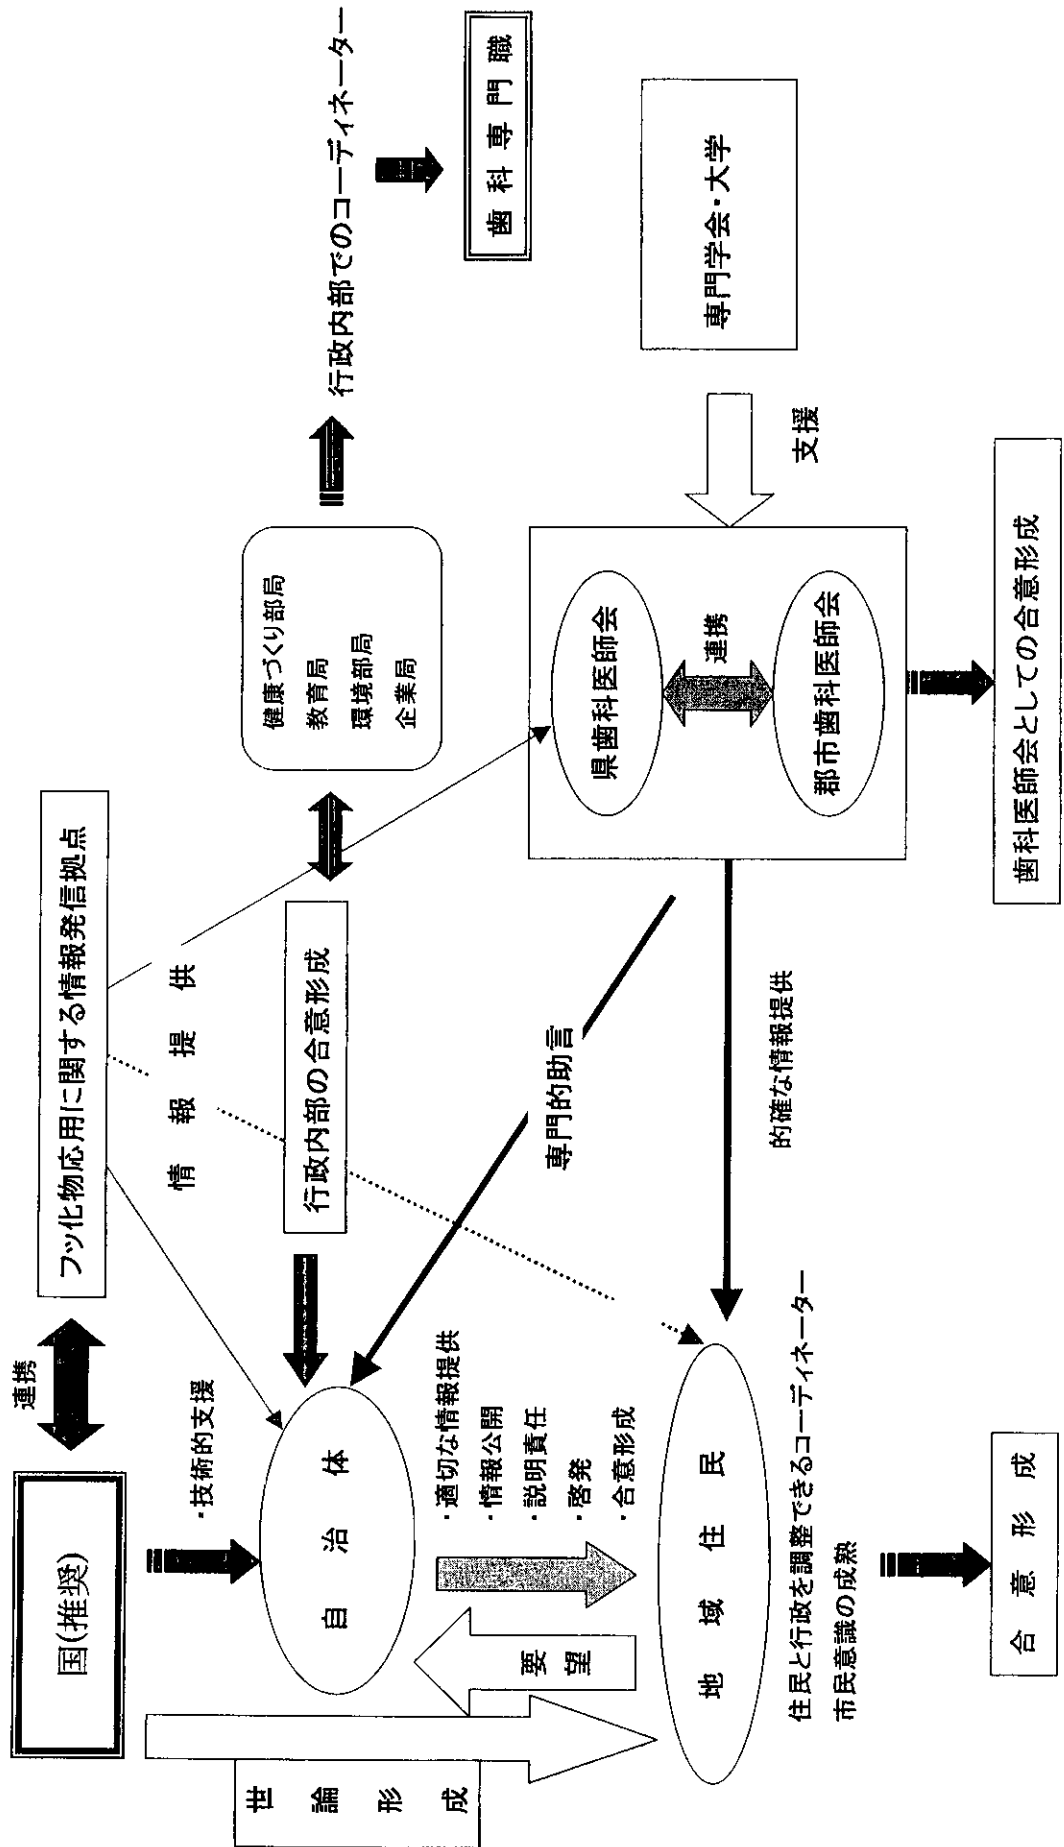 国(推奨)
連携
フッ化物応用に関する情報発信拠点
・技術的支援
情報提供
世論形成
自治体
行政内部の合意形成
健康づくり部局
教育局
環境部局
企業局
行政内部でのコーディネーター
歯科専門職
要望
・適切な情報提供
・情報公開
・説明責任
・啓発
・合意形成
専門的助言
県歯科医師会
連携
郡市歯科医師会
支援
専門学会・大学
地域住民
的確な情報提供
住民と行政を調整できるコーディネーター
市民意識の成熟
合意形成
歯科医師会としての合意形成